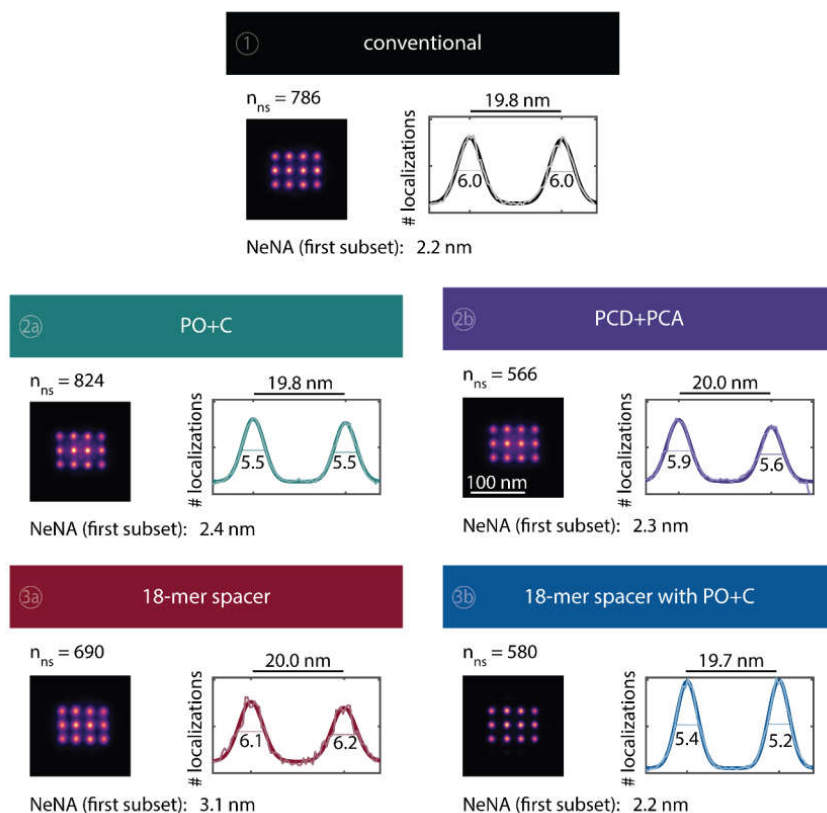 ① conventional
n_ns = 786
19.8 nm
# localizations
6.0 6.0
NeNA (first subset): 2.2 nm
2a PO+C
n_ns = 824
19.8 nm
# localizations
5.5 5.5
NeNA (first subset): 2.4 nm
2b PCD+PCA
n_ns = 566
20.0 nm
100 nm
# localizations
5.9 5.6
NeNA (first subset): 2.3 nm
3a 18-mer spacer
n_ns = 690
20.0 nm
# localizations
6.1 6.2
NeNA (first subset): 3.1 nm
3b 18-mer spacer with PO+C
n_ns = 580
19.7 nm
# localizations
5.4 5.2
NeNA (first subset): 2.2 nm